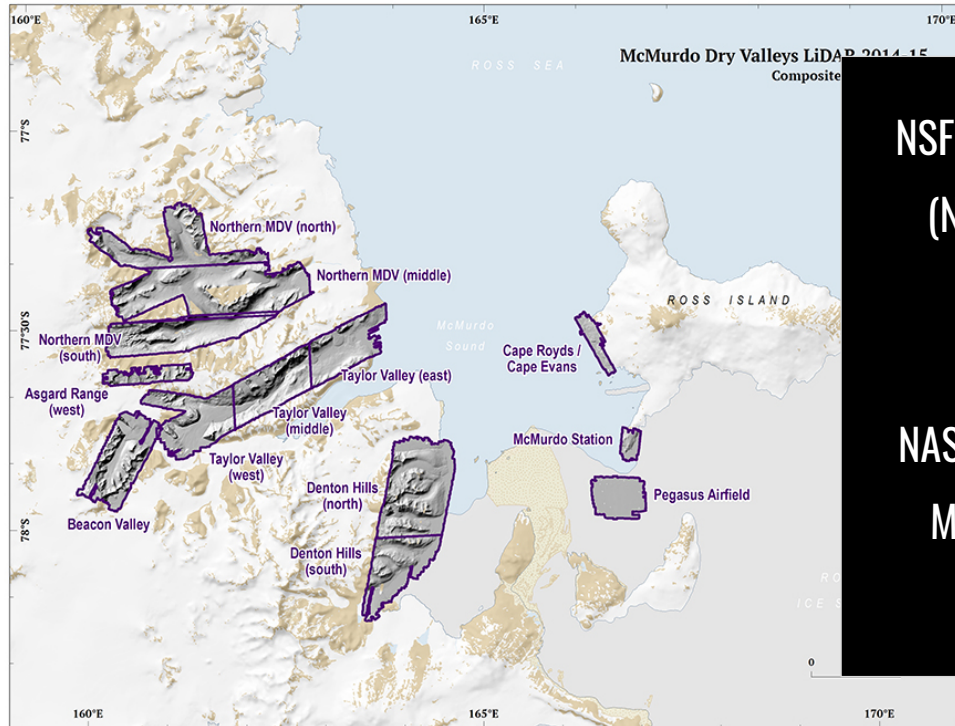 160°E
165°E
170°E
McMurdo Dry Valleys LiDAR 2014-15
Composite
ROSS SEA
77°S
NSF
(N
Northern MDV (north)
Northern MDV (middle)
ROSS ISLAND
McMurdo
Sound
77°30'S
Northern MDV
(south)
Cape Royds /
Cape Evans
Asgard Range
(west)
Taylor Valley (east)
Taylor Valley
(middle)
McMurdo Station
NAS
Taylor Valley
(west)
Denton Hills
(north)
Pegasus Airfield
M
Beacon Valley
78°S
Denton Hills
(south)
RO
ICE S
0
160°E
165°E
170°E